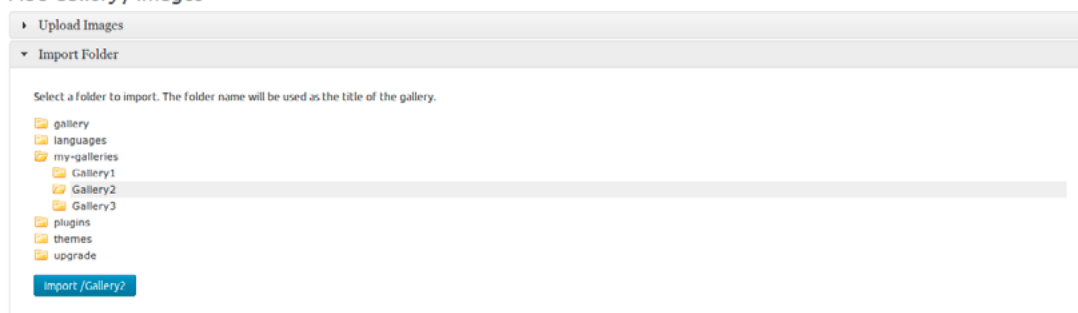 Upload Images
Import Folder
Select a folder to import. The folder name will be used as the title of the gallery.
gallery
languages
my-galleries
Gallery1
Gallery2
Gallery3
plugins
themes
upgrade
Import /Gallery2